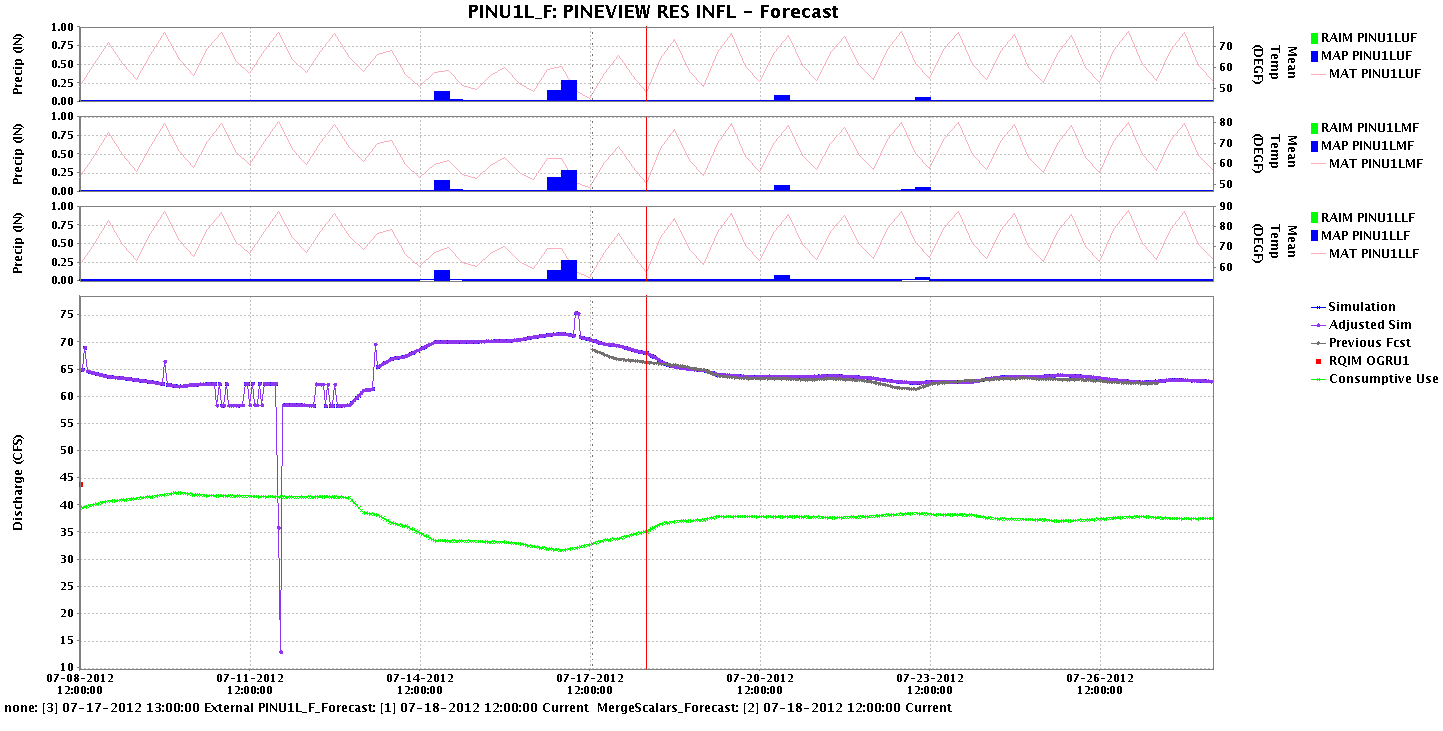 PINU1L_F: PINEVIEW RES INFL - Forecast
Precip (IN)
1.00
0.75
0.50
0.25
0.00
70
60
50
Mean
Temp
(DEGF)
RAIM PINU1LUF
MAP PINU1LUF
MAT PINU1LUF
Precip (IN)
1.00
0.75
0.50
0.25
0.00
80
70
60
50
Mean
Temp
(DEGF)
RAIM PINU1LMF
MAP PINU1LMF
MAT PINU1LMF
Precip (IN)
1.00
0.75
0.50
0.25
0.00
90
80
70
60
Mean
Temp
(DEGF)
RAIM PINU1LLF
MAP PINU1LLF
MAT PINU1LLF
Discharge (CFS)
75
70
65
60
55
50
45
40
35
30
25
20
15
10
Simulation
Adjusted Sim
Previous Fcst
RQIM OGRU1
Consumptive Use
07-08-2012 07-11-2012 07-14-2012 07-17-2012 07-20-2012 07-23-2012 07-26-2012
12:00:00 12:00:00 12:00:00 12:00:00 12:00:00 12:00:00 12:00:00
none: [3] 07-17-2012 13:00:00 External PINU1L_F_Forecast: [1] 07-18-2012 12:00:00 Current MergeScalars_Forecast: [2] 07-18-2012 12:00:00 Current